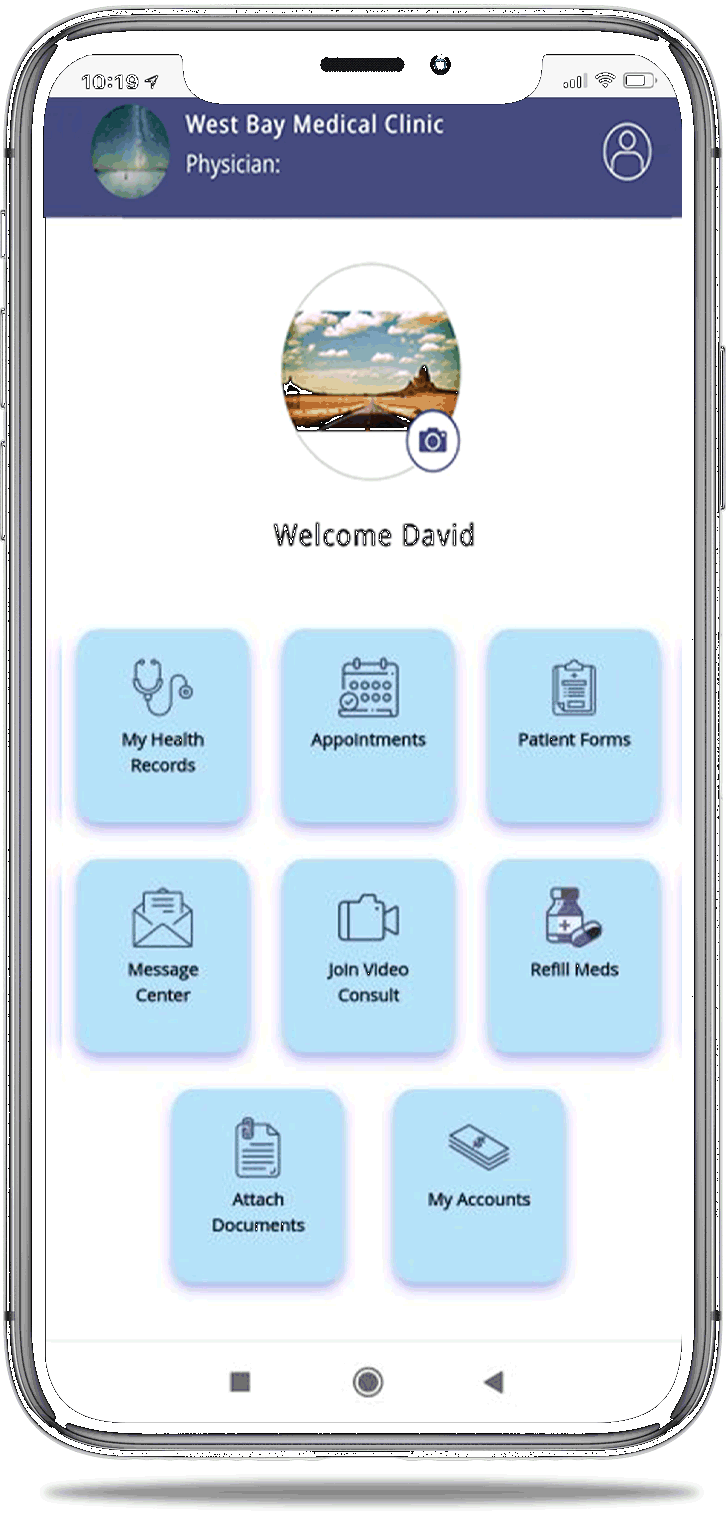 10:19
West Bay Medical Clinic
Physician:
Welcome David
My Health
Records
Appointments
Patient Forms
Message
Center
Join Video
Consult
Refill Meds
Attach
Documents
$
My Accounts